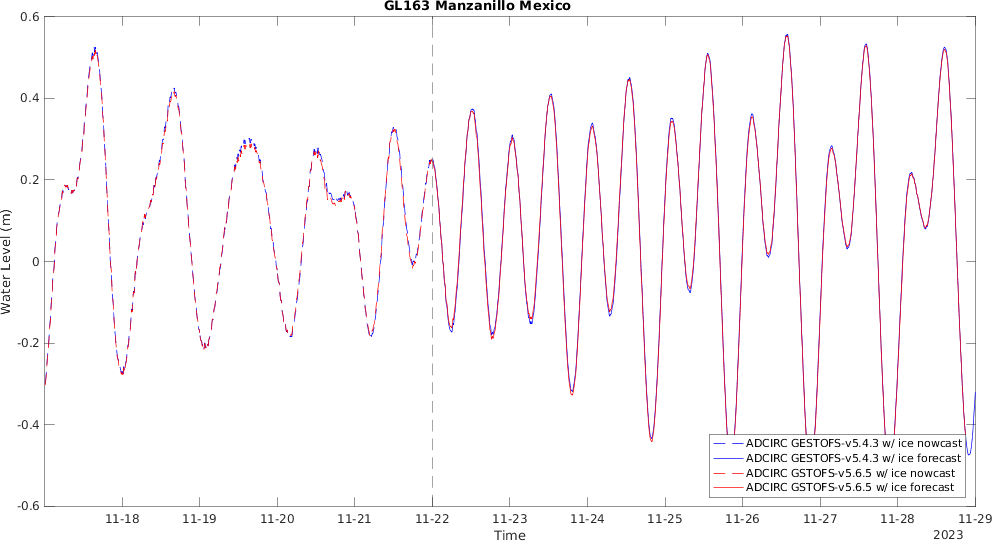 GL163 Manzanillo Mexico
0.6
0.4
0.2
0
-0.2
-0.4
-0.6
Water Level (m)
11-18 11-19 11-20 11-21 11-22 11-23 11-24 11-25 11-26 11-27 11-28 11-29
Time
2023
ADCIRC GESTOFS-v5.4.3 w/ ice nowcast
ADCIRC GESTOFS-v5.4.3 w/ ice forecast
ADCIRC GSTOFS-v5.6.5 w/ ice nowcast
ADCIRC GSTOFS-v5.6.5 w/ ice forecast